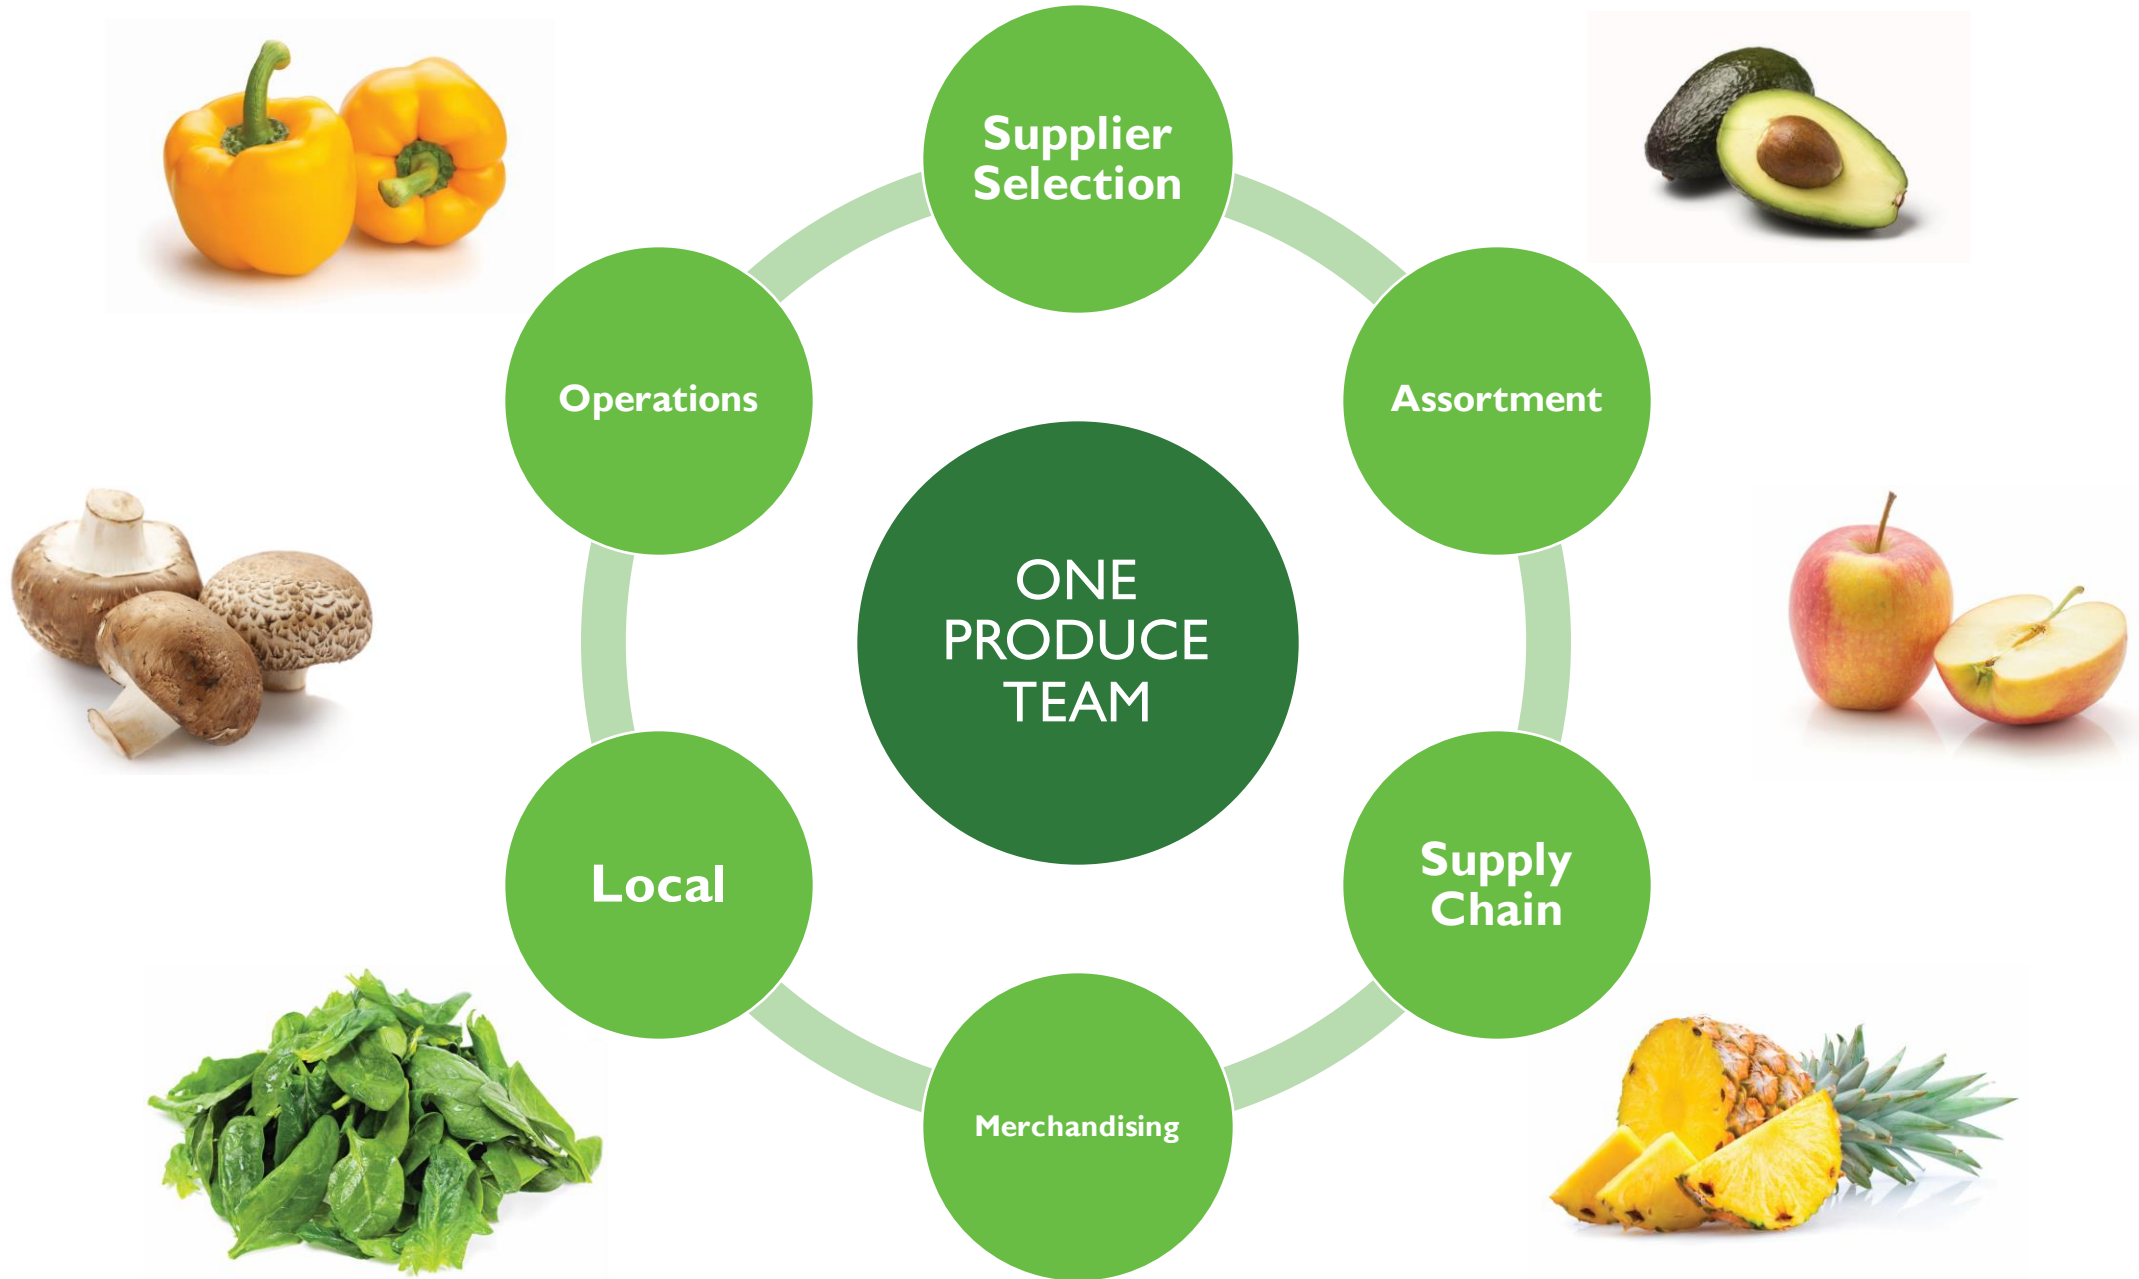 Supplier
Selection
Operations
Assortment
ONE
PRODUCE
TEAM
Local
Supply
Chain
Merchandising